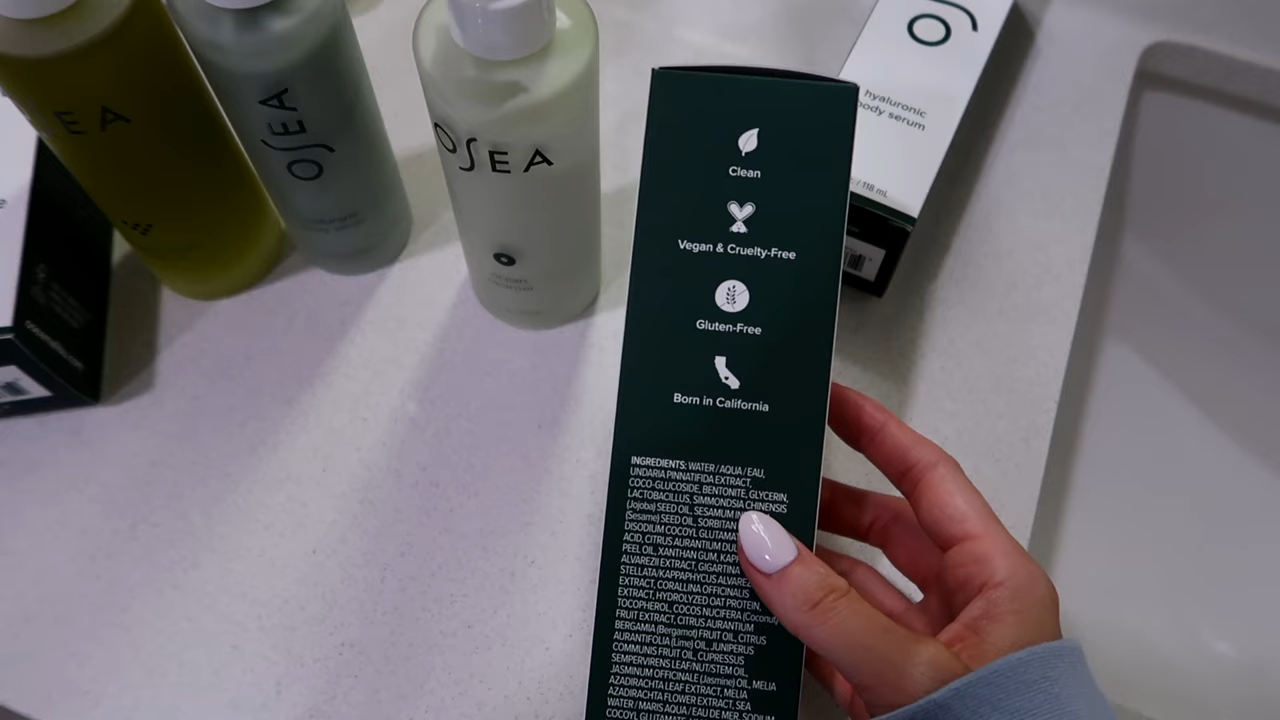 EA
OSEA
OSEA
hyaluronic
body serum
/ 118 mL
Clean
Vegan & Cruelty-Free
Gluten-Free
Born in California
INGREDIENTS: WATER / AQUA / EAU,
UNDARIA PINNATIFIDA EXTRACT,
COCO-GLUCOSIDE, BENTONITE, GLYCERIN,
LACTOBACILLUS, SIMMONDSIA CHINENSIS
(Jojoba) SEED OIL, SESAMUM IN
(Sesame) SEED OIL, SORBITAN
DISODIUM COCOYL GLUTAMA
ACID, CITRUS AURANTIUM DUL
PEEL OIL, XANTHAN GUM, KAPP
ALVAREZII EXTRACT, GIGARTINA
STELLATA/KAPPAPHYCUS ALVAREZ
EXTRACT, CORALLINA OFFICINALIS
EXTRACT, HYDROLYZED OAT PROTEIN,
TOCOPHEROL, COCOS NUCIFERA (Coconut)
FRUIT EXTRACT, CITRUS AURANTIUM
BERGAMIA (Bergamot) FRUIT OIL, CITRUS
AURANTIFOLIA (Lime) OIL, JUNIPERUS
COMMUNIS FRUIT OIL, CUPRESSUS
SEMPERVIRENS LEAF/NUT/STEM OIL,
JASMINUM OFFICINALE (Jasmine) OIL, MELIA
AZADIRACHTA LEAF EXTRACT, MELIA
AZADIRACHTA FLOWER EXTRACT, SEA
WATER / MARIS AQUA / EAU DE MER, SODIUM
COCOYL GLUTAMATE,